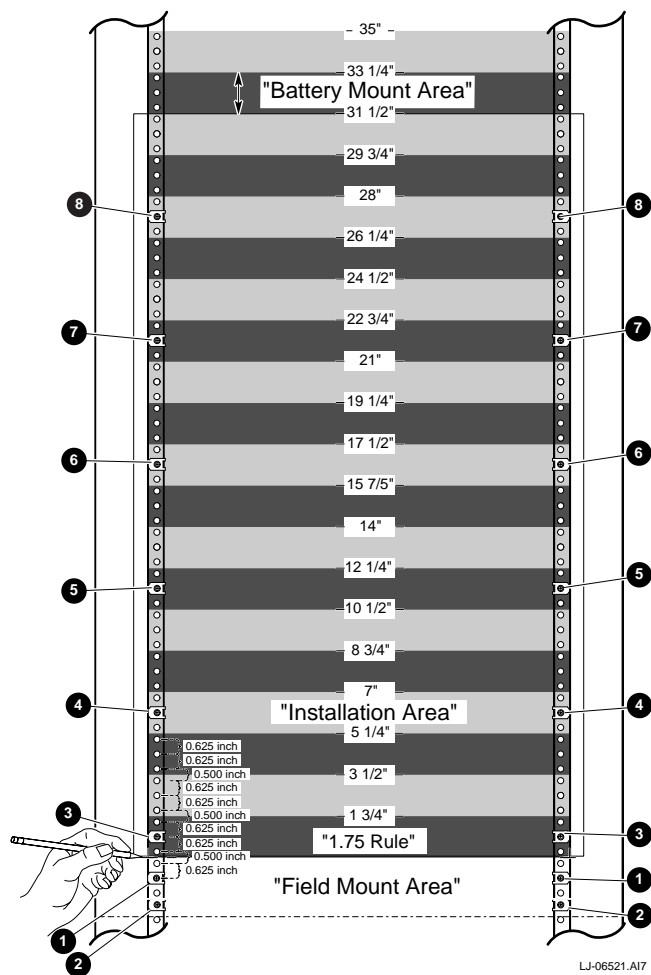 35"
33 1/4"
"Battery Mount Area"
31 1/2"
29 3/4"
28"
8 8
26 1/4"
24 1/2"
22 3/4"
7 7
21"
19 1/4"
17 1/2"
6 6
15 7/5"
14"
12 1/4"
5 5
10 1/2"
8 3/4"
7"
4 "Installation Area" 4
5 1/4"
0.625 inch
0.625 inch
0.500 inch 3 1/2"
0.625 inch
0.625 inch
0.500 inch 1 3/4"
3 0.625 inch 3
0.625 inch "1.75 Rule"
0.500 inch
0.625 inch "Field Mount Area" 1
2
1
2
LJ-06521.AI7